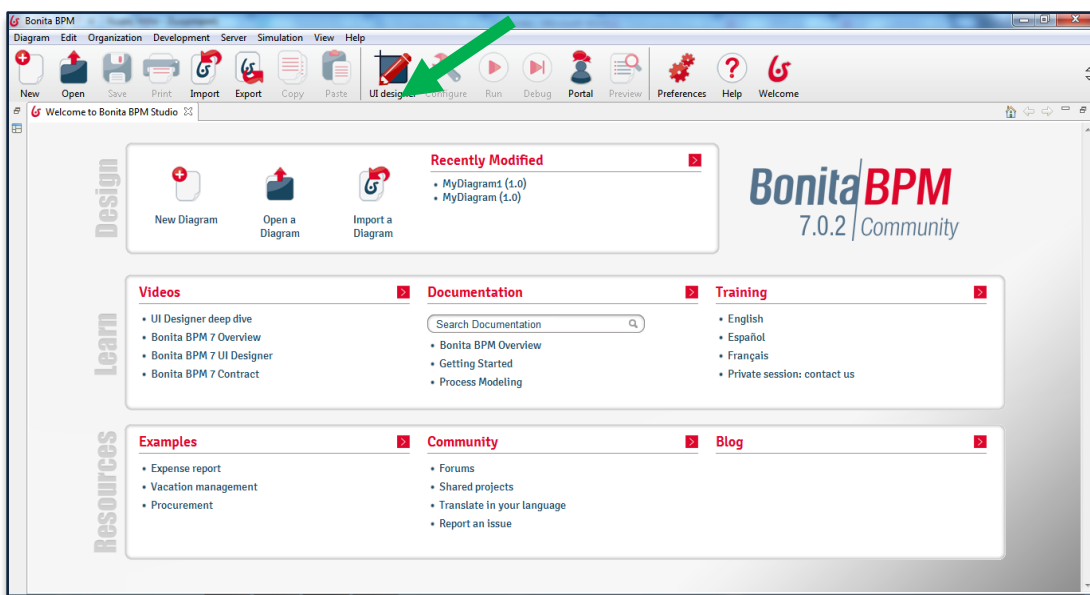 Bonita BPM
Diagram Edit Organization Development Server Simulation View Help
New Open Save Print Import Export Copy Paste UI designer Configure Run Debug Portal Preview Preferences Help Welcome
Welcome to Bonita BPM Studio
Design
New Diagram
Open a
Diagram
Import a
Diagram
Recently Modified
• MyDiagram1 (1.0)
• MyDiagram (1.0)
Bonita BPM
7.0.2 Community
Learn
Videos
• UI Designer deep dive
• Bonita BPM 7 Overview
• Bonita BPM 7 UI Designer
• Bonita BPM 7 Contract
Documentation
Search Documentation
• Bonita BPM Overview
• Getting Started
• Process Modeling
Training
• English
• Español
• Français
• Private session: contact us
Resources
Examples
• Expense report
• Vacation management
• Procurement
Community
• Forums
• Shared projects
• Translate in your language
• Report an issue
Blog